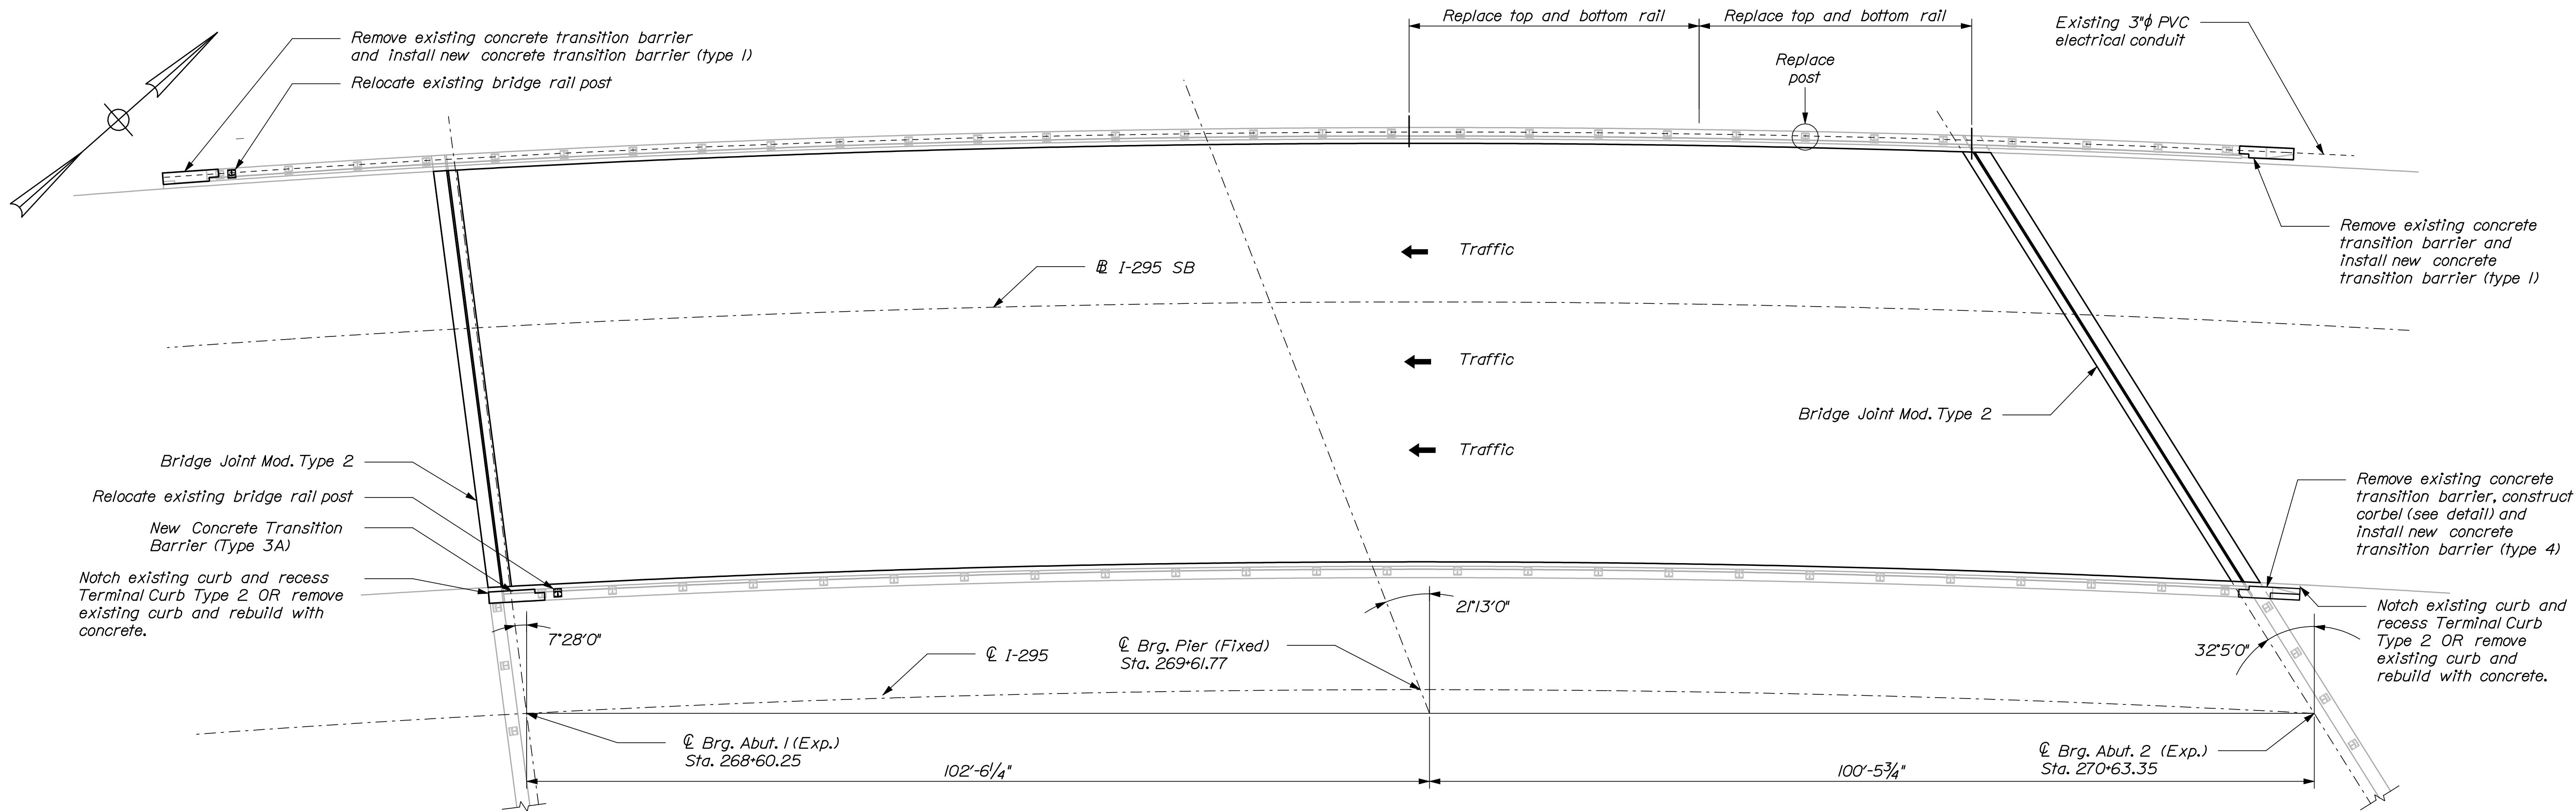 Remove existing concrete transition barrier
and install new concrete transition barrier (type 1)
Relocate existing bridge rail post
Replace top and bottom rail
Replace top and bottom rail
Replace
post
Existing 3"ϕ PVC
electrical conduit
Remove existing concrete
transition barrier and
install new concrete
transition barrier (type 1)
Traffic
℄ I-295 SB
Traffic
Traffic
Bridge Joint Mod. Type 2
Bridge Joint Mod. Type 2
Relocate existing bridge rail post
New Concrete Transition
Barrier (Type 3A)
Notch existing curb and recess
Terminal Curb Type 2 OR remove
existing curb and rebuild with
concrete.
Remove existing concrete
transition barrier, construct
corbel (see detail) and
install new concrete
transition barrier (type 4)
Notch existing curb and
recess Terminal Curb
Type 2 OR remove
existing curb and
rebuild with concrete.
7°28'0"
21°13'0"
32°5'0"
℄ I-295
℄ Brg. Pier (Fixed)
Sta. 269+61.77
℄ Brg. Abut. 1 (Exp.)
Sta. 268+60.25
℄ Brg. Abut. 2 (Exp.)
Sta. 270+63.35
102'-6 1/4"
100'-5 3/4"